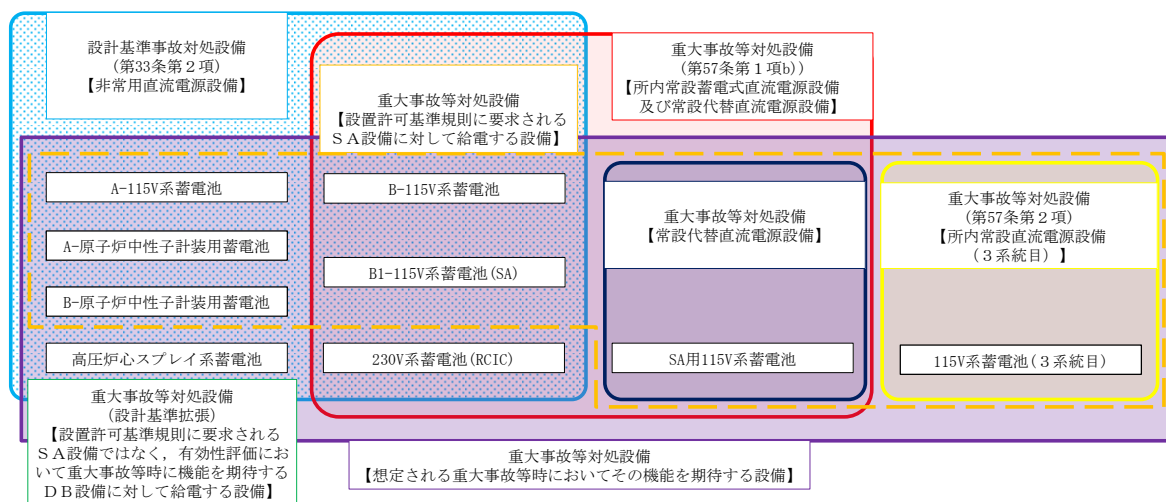 設計基準事故対処設備
(第33条第２項)
【非常用直流電源設備】
重大事故等対処設備
【設置許可基準規則に要求される
ＳＡ設備に対して給電する設備】
重大事故等対処設備
(第57条第１項b))
【所内常設蓄電式直流電源設備
及び常設代替直流電源設備】
A-115V系蓄電池
A-原子炉中性子計装用蓄電池
B-原子炉中性子計装用蓄電池
高圧炉心スプレイ系蓄電池
B-115V系蓄電池
B1-115V系蓄電池(SA)
230V系蓄電池(RCIC)
重大事故等対処設備
【常設代替直流電源設備】
SA用115V系蓄電池
重大事故等対処設備
(第57条第２項)
【所内常設直流電源設備
(３系統目)】
115V系蓄電池(３系統目)
重大事故等対処設備
(設計基準拡張)
【設置許可基準規則に要求される
ＳＡ設備ではなく，有効性評価にお
いて重大事故等時に機能を期待する
ＤＢ設備に対して給電する設備】
重大事故等対処設備
【想定される重大事故等時においてその機能を期待する設備】